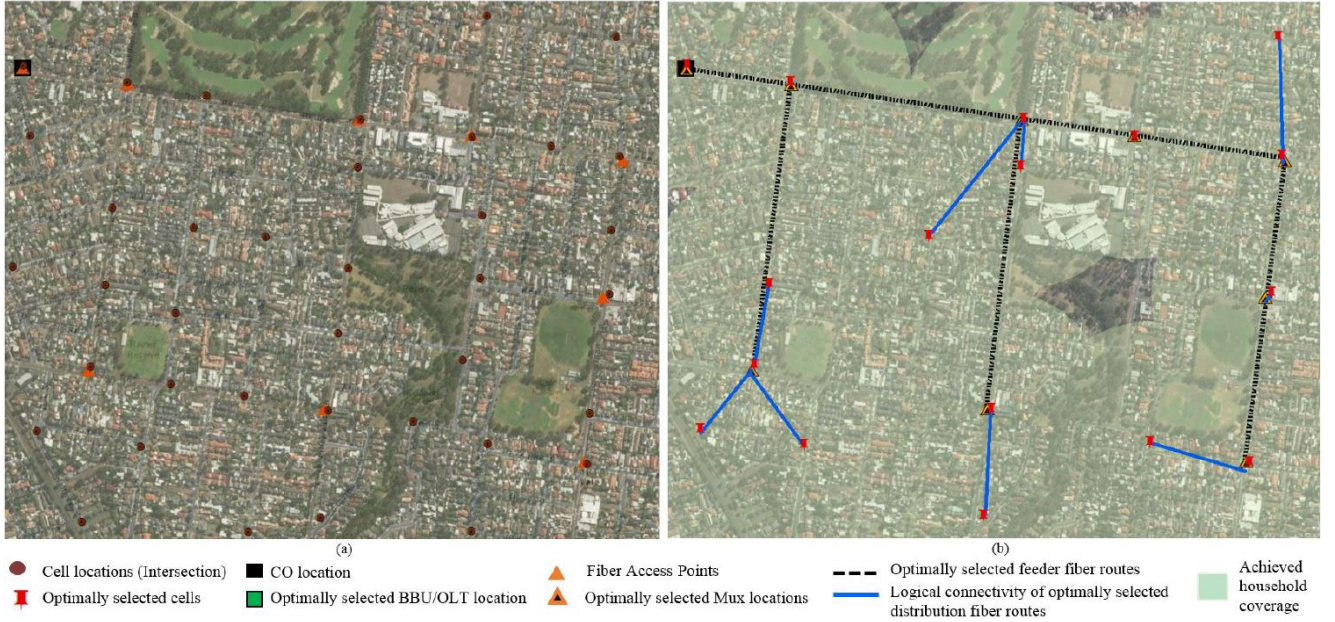 (a)
(b)
Cell locations (Intersection)
CO location
Fiber Access Points
Optimally selected feeder fiber routes
Achieved
household
coverage
Optimally selected cells
Optimally selected BBU/OLT location
Optimally selected Mux locations
Logical connectivity of optimally selected
distribution fiber routes